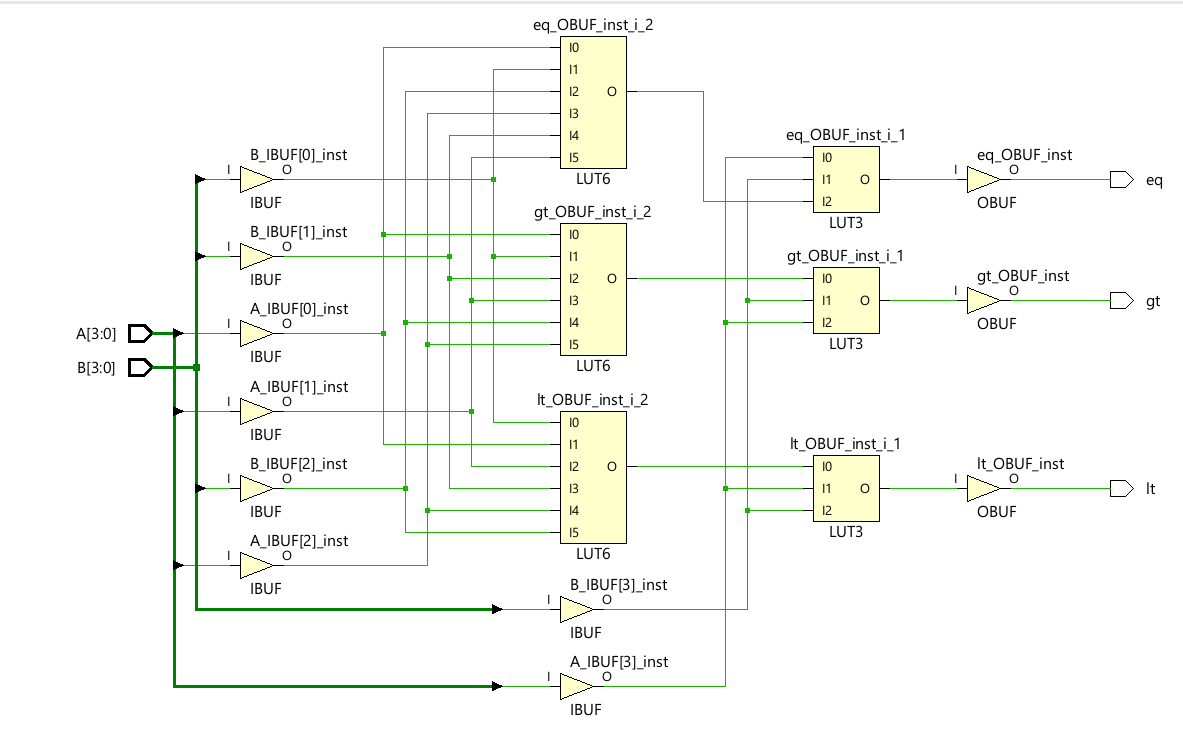 eq_OBUF_inst_i_2
I0
I1
I2
O
I3
I4
I5
LUT6
B_IBUF[0]_inst
I
O
IBUF
eq_OBUF_inst_i_1
I0
I1
O
I2
LUT3
eq_OBUF_inst
I
O
OBUF
eq
B_IBUF[1]_inst
I
O
IBUF
gt_OBUF_inst_i_2
I0
I1
I2
O
I3
I4
I5
LUT6
gt_OBUF_inst_i_1
I0
I1
O
I2
LUT3
gt_OBUF_inst
I
O
OBUF
gt
A_IBUF[0]_inst
I
O
IBUF
A[3:0]
B[3:0]
A_IBUF[1]_inst
I
O
IBUF
lt_OBUF_inst_i_2
I0
I1
I2
O
I3
I4
I5
LUT6
lt_OBUF_inst_i_1
I0
I1
O
I2
LUT3
lt_OBUF_inst
I
O
OBUF
lt
B_IBUF[2]_inst
I
O
IBUF
A_IBUF[2]_inst
I
O
IBUF
B_IBUF[3]_inst
I
O
IBUF
A_IBUF[3]_inst
I
O
IBUF